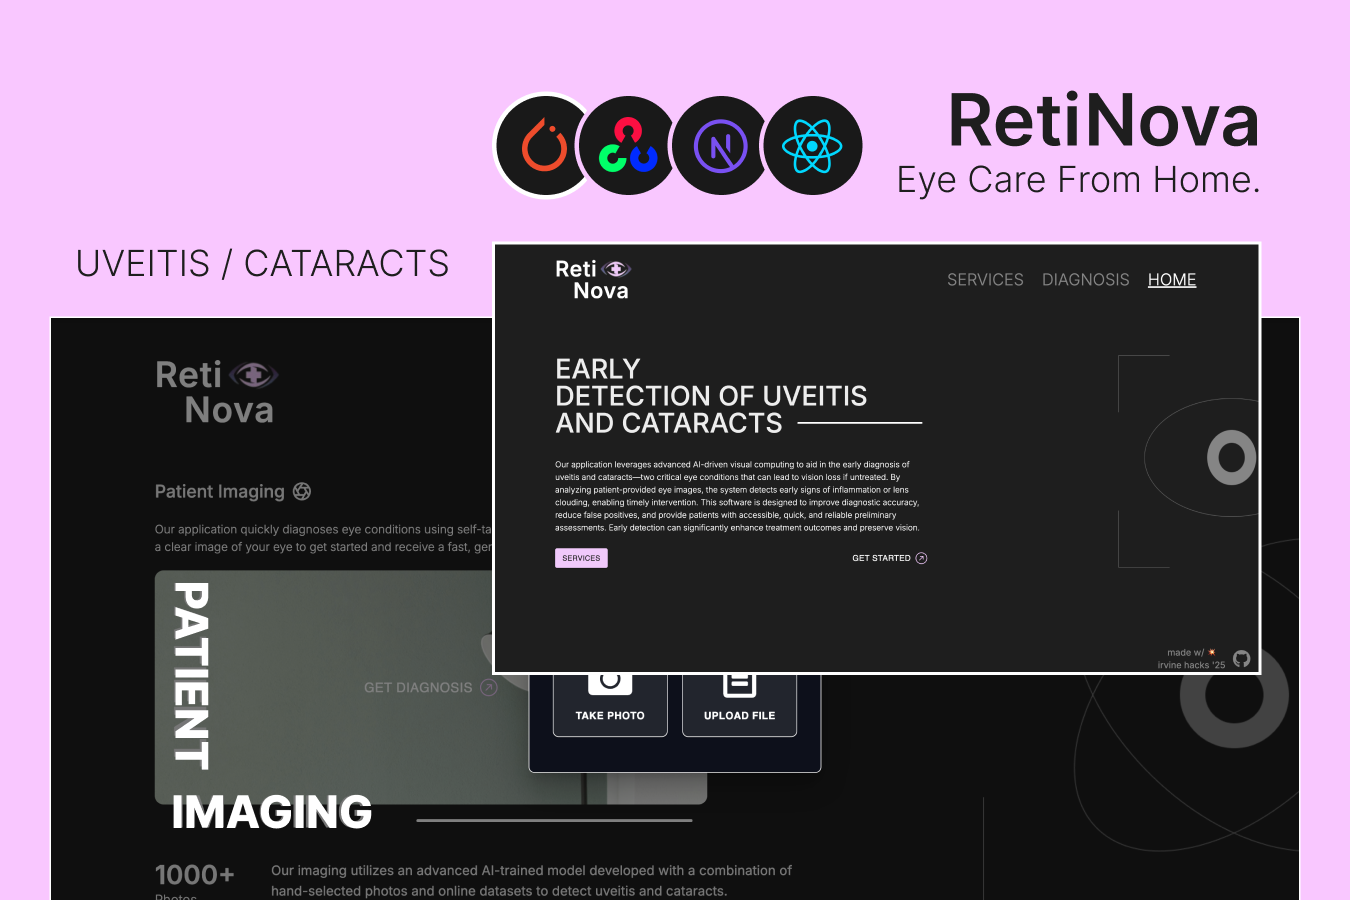 RetiNova
Eye Care From Home.
UVEITIS / CATARACTS
Reti
Nova
SERVICES DIAGNOSIS HOME
EARLY
DETECTION OF UVEITIS
AND CATARACTS
Our application leverages advanced AI-driven visual computing to aid in the early diagnosis of
uveitis and cataracts—two critical eye conditions that can lead to vision loss if untreated. By
analyzing patient-provided eye images, the system detects early signs of inflammation or lens
clouding, enabling timely intervention. This software is designed to improve diagnostic accuracy,
reduce false positives, and provide patients with accessible, quick, and reliable preliminary
assessments. Early detection can significantly enhance treatment outcomes and preserve vision.
SERVICES
GET STARTED
made w/
irvine hacks '25
Reti
Nova
Patient Imaging
Our application quickly diagnoses eye conditions using
a clear image of your eye to get started and receive a fast,
PATIENT
GET DIAGNOSIS
TAKE PHOTO
UPLOAD FILE
IMAGING
1000+
Photos
Our imaging utilizes an advanced AI-trained model developed with a combination of
hand-selected photos and online datasets to detect uveitis and cataracts.